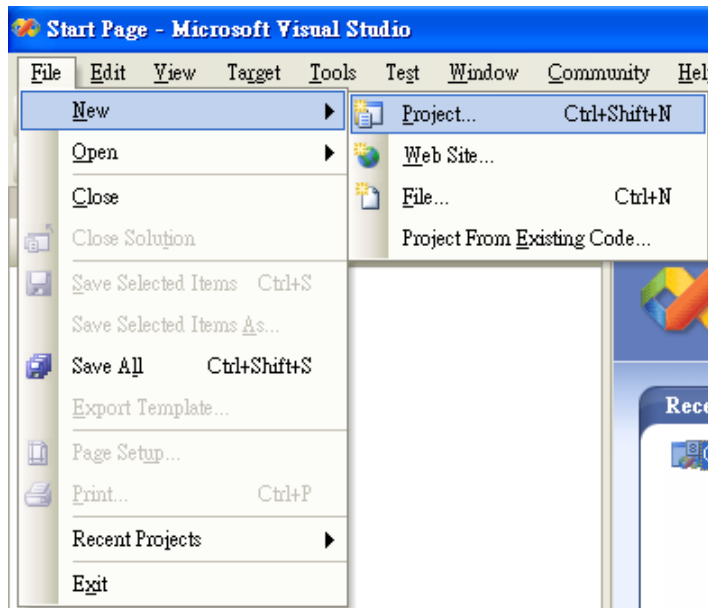 Start Page - Microsoft Visual Studio
File Edit View Target Tools Test Window Community Hel
New
Project... Ctrl+Shift+N
Open
Web Site...
Close
File... Ctrl+N
Close Solution
Project From Existing Code...
Save Selected Items Ctrl+S
Save Selected Items As...
Save All Ctrl+Shift+S
Export Template...
Rece
Page Setup...
Print... Ctrl+P
Recent Projects
Exit